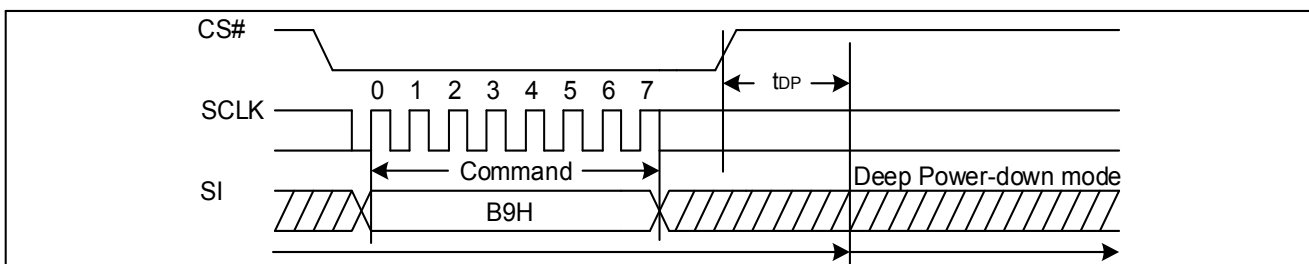 CS#
tDP
0 1 2 3 4 5 6 7
SCLK
Command
Deep Power-down mode
SI
B9H